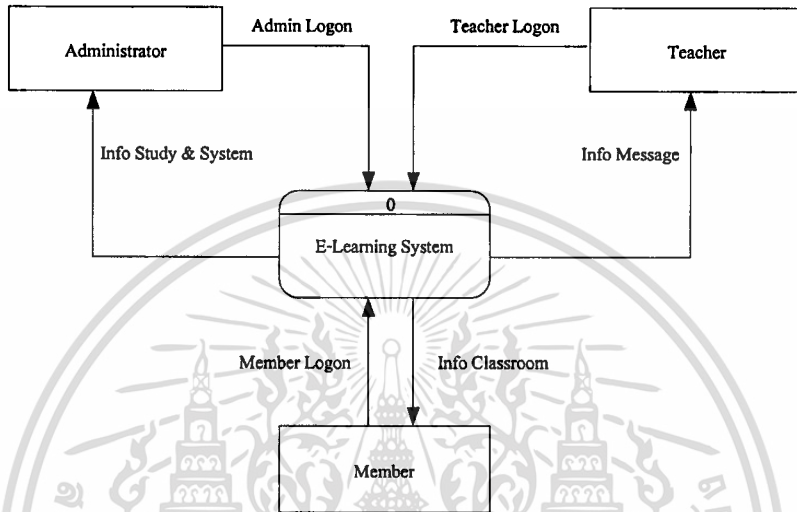 Admin Logon
Teacher Logon
Administrator
Teacher
Info Study & System
Info Message
0
E-Learning System
Member Logon
Info Classroom
Member